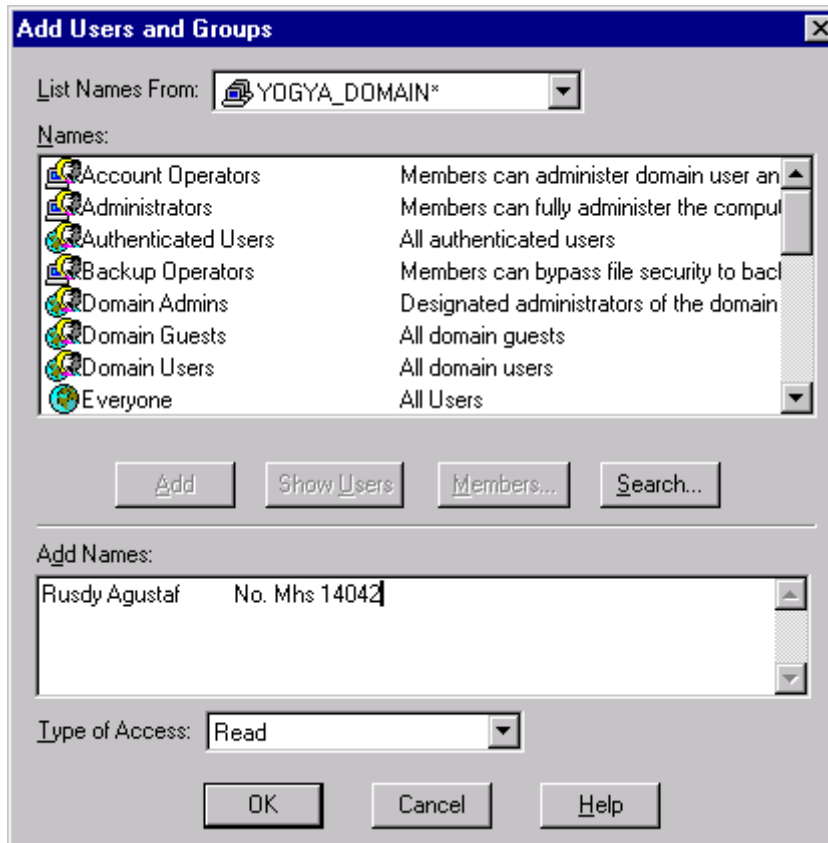 Add Users and Groups
List Names From: YOGYA_DOMAIN*
Names:
Account Operators Members can administer domain user an
Administrators Members can fully administer the comput
Authenticated Users All authenticated users
Backup Operators Members can bypass file security to bac
Domain Admins Designated administrators of the domain
Domain Guests All domain guests
Domain Users All domain users
Everyone All Users
Add Show Users Members... Search...
Add Names:
Rusdy Agustaf No. Mhs 14042
Type of Access: Read
OK Cancel Help